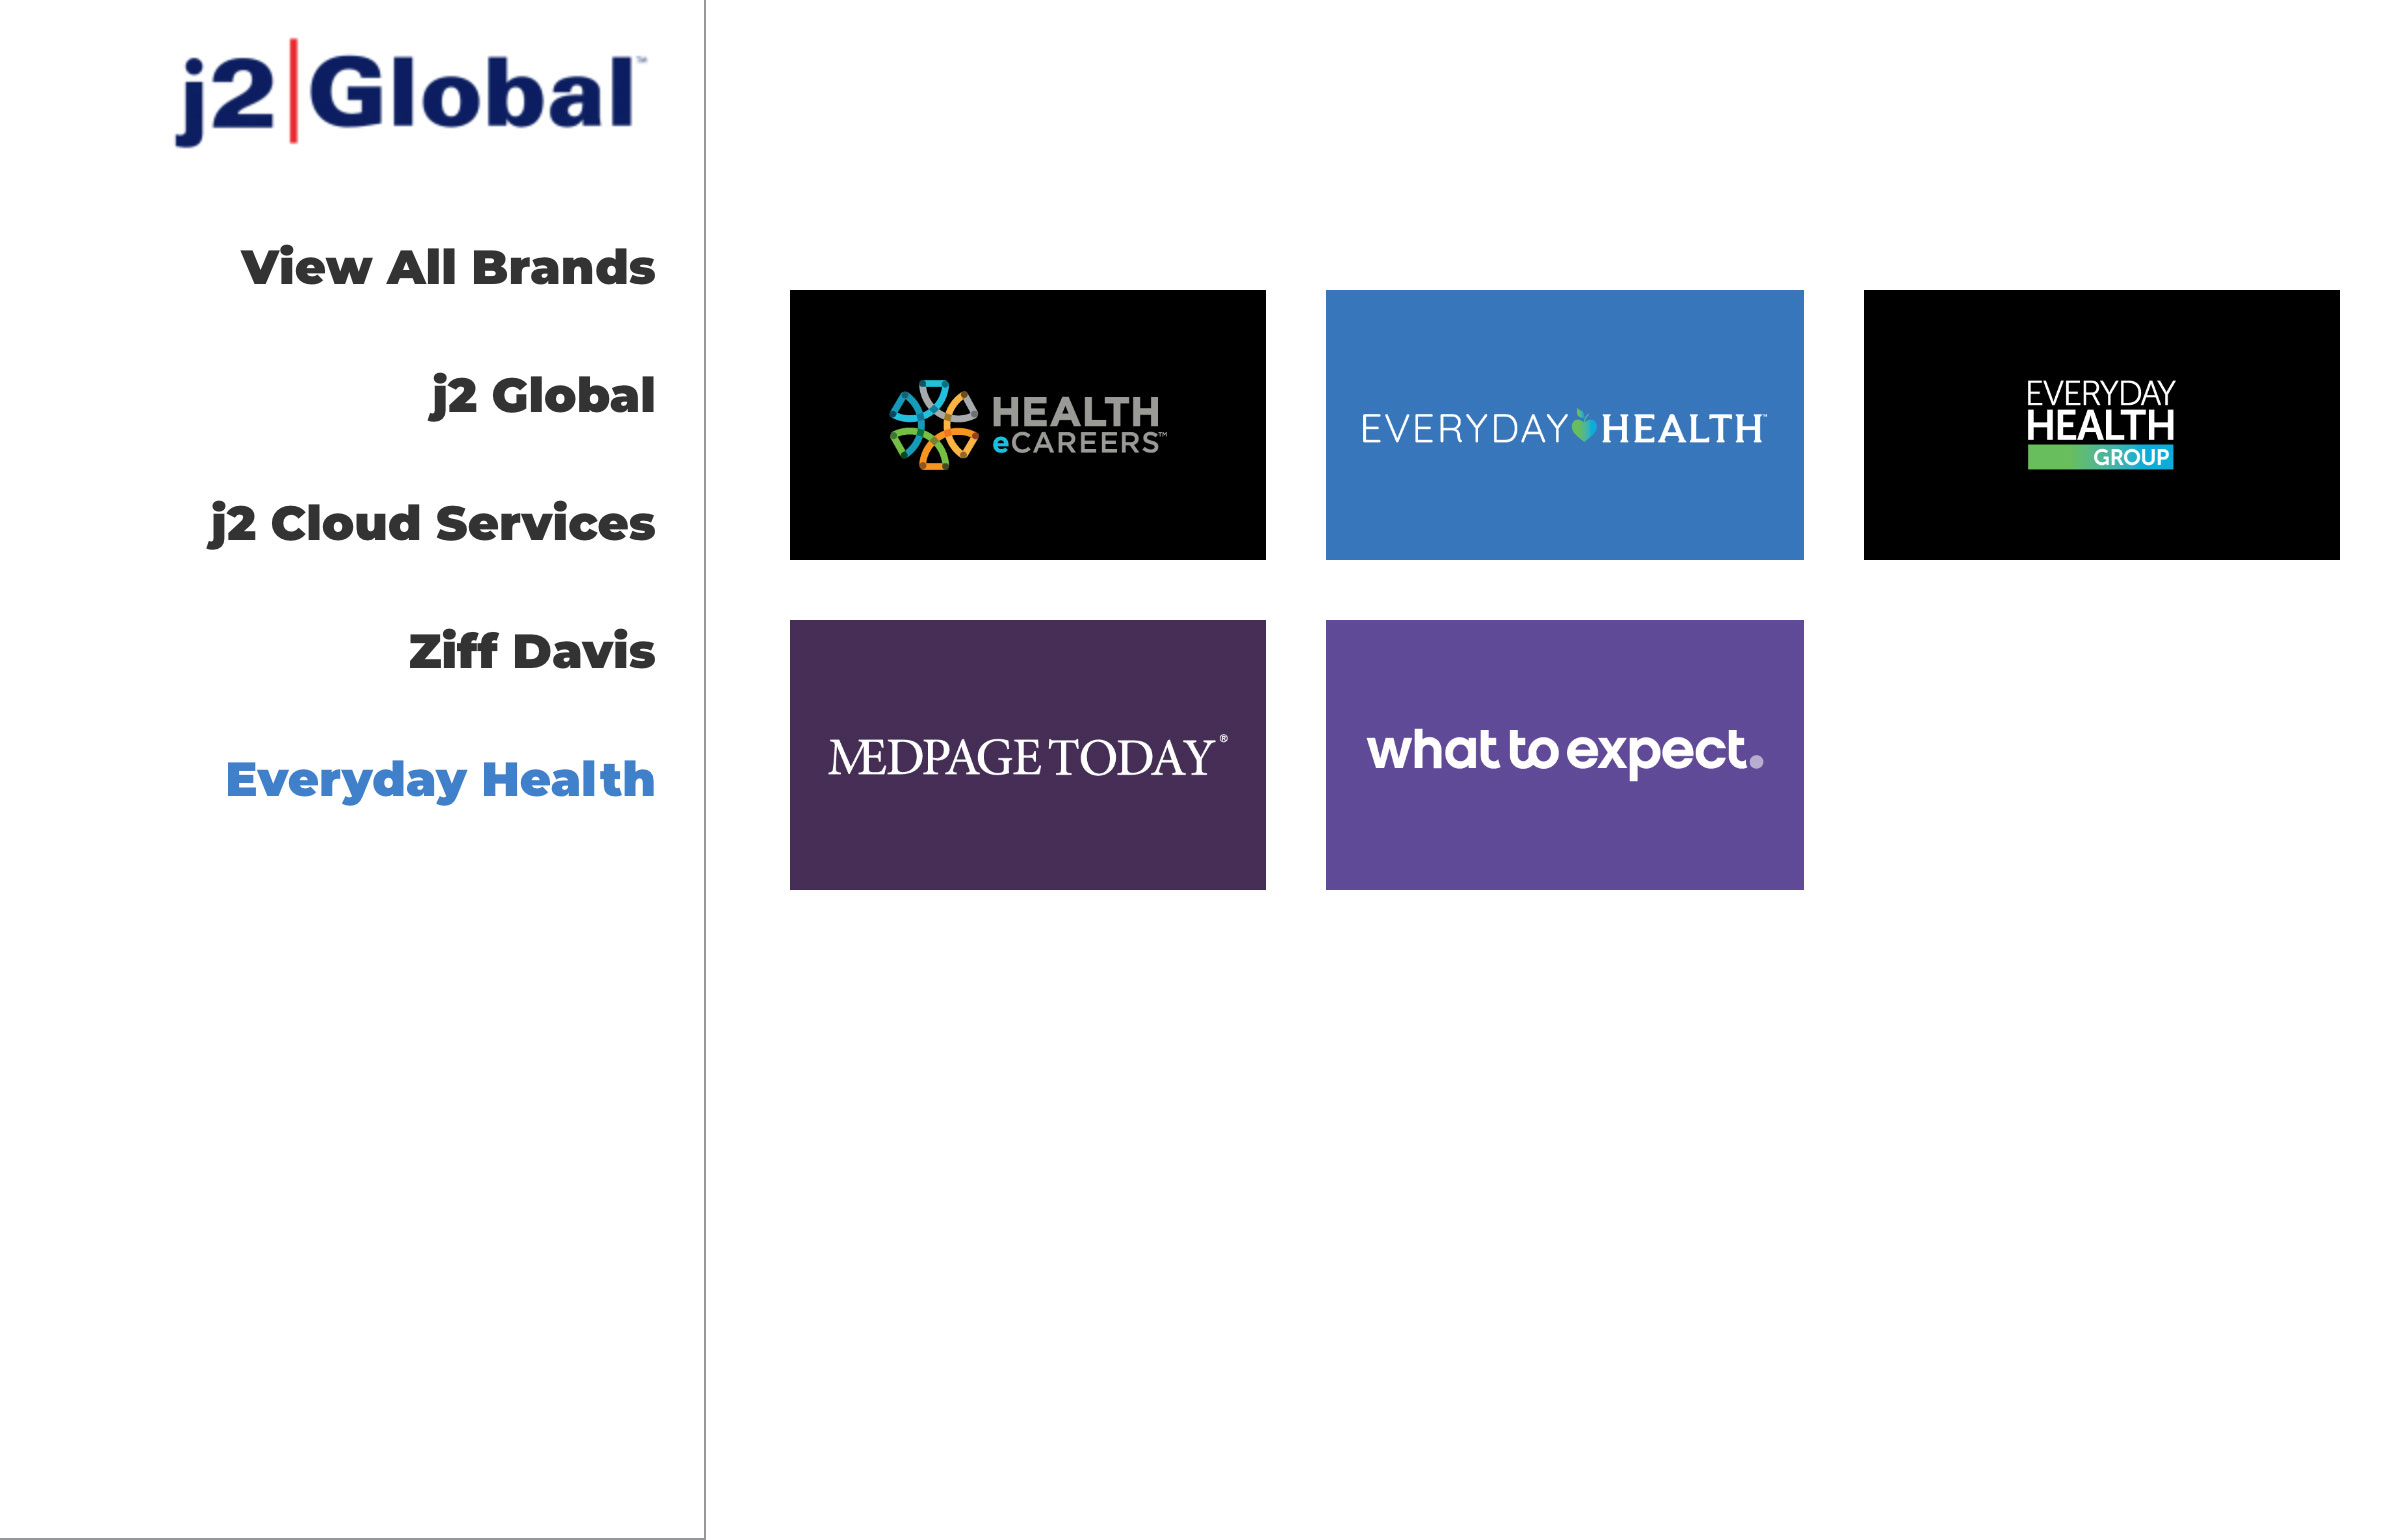 j2|Global™
View All Brands
j2 Global
j2 Cloud Services
Ziff Davis
Everyday Health
HEALTH
eCAREERS™
EVERYDAY HEALTH™
EVERYDAY
HEALTH
GROUP
MEDPAGE TODAY®
what to expect.